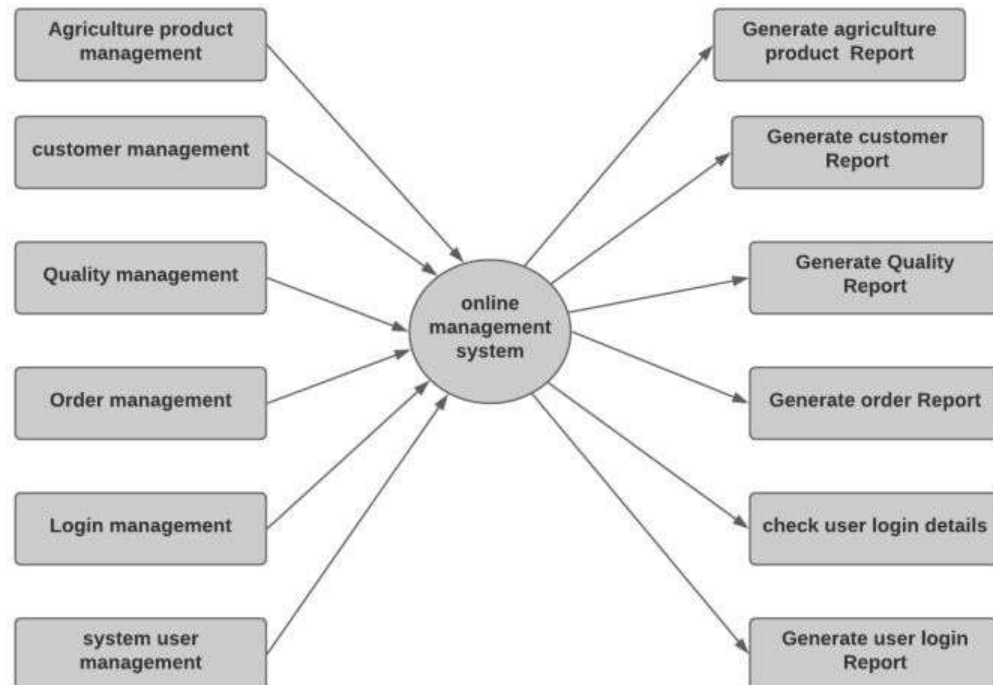 Agriculture product
management
customer management
Quality management
Order management
Login management
system user
management
online
management
system
Generate agriculture
product Report
Generate customer
Report
Generate Quality
Report
Generate order Report
check user login details
Generate user login
Report